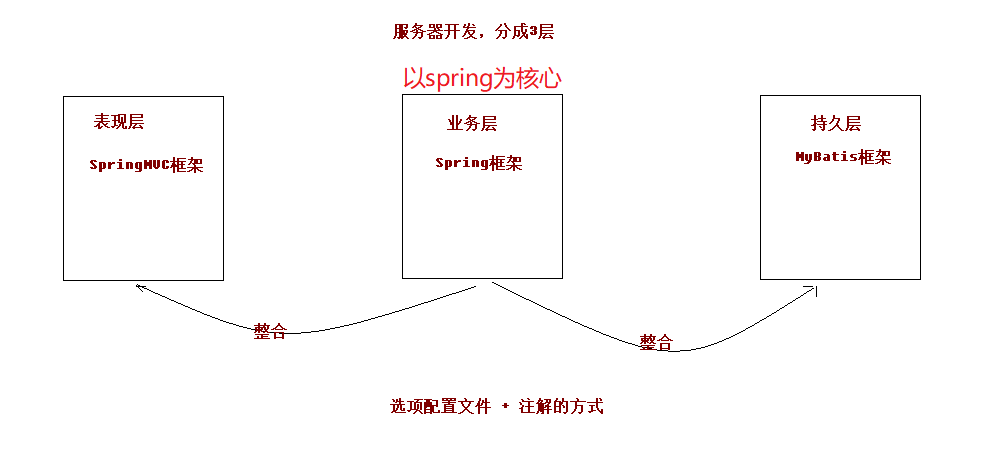 服务器开发，分成3层
以spring为核心
表现层
SpringMVC框架
业务层
Spring框架
持久层
MyBatis框架
整合
整合
选项配置文件 + 注解的方式